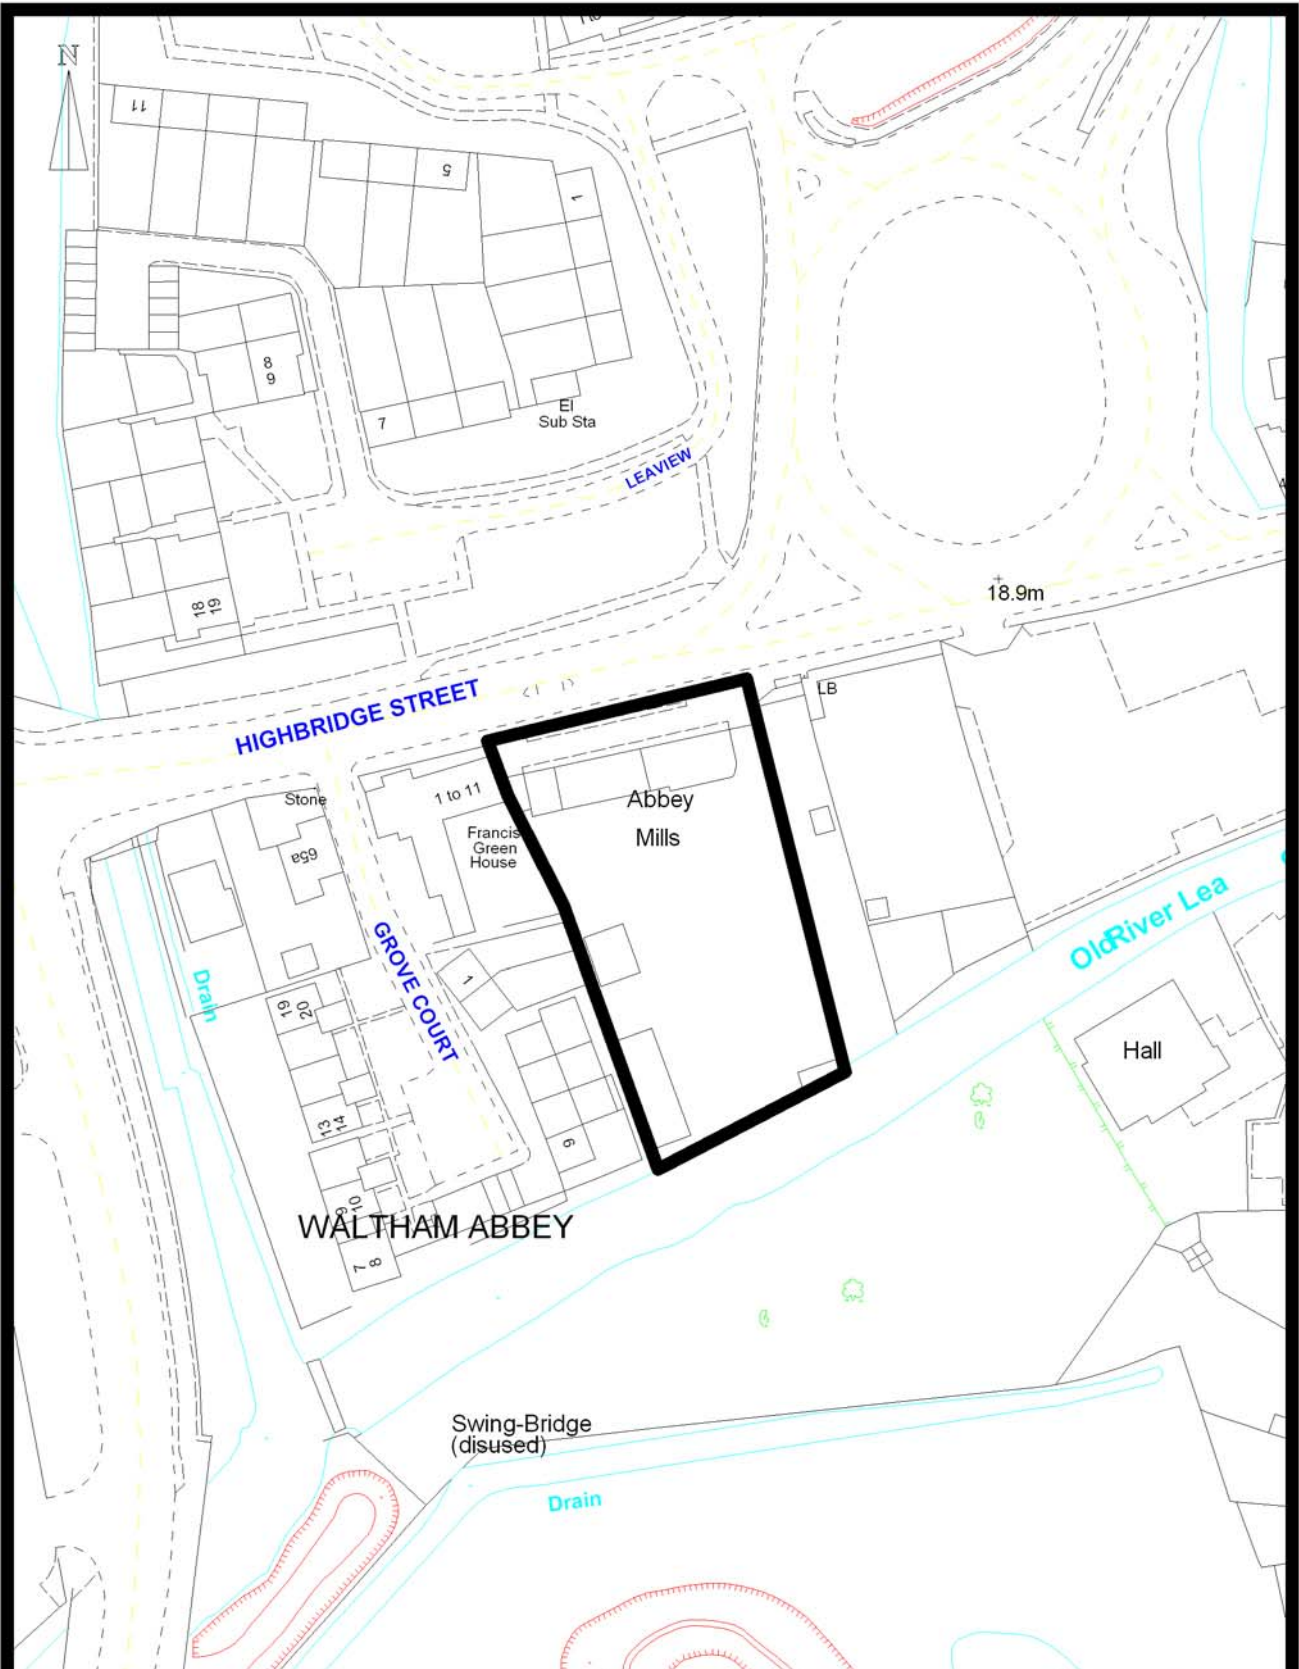 N
11
5
1
8
9
7
El
Sub Sta
LEAVIEW
18
19
18.9m
HIGHBRIDGE STREET
LB
Stone
1 to 11
Abbey
Mills
65a
Francis
Green
House
Old River Lea
GROVE COURT
Drain
1
19
20
Hall
13
14
9
10
9
WALTHAM ABBEY
7
8
Swing-Bridge
(disused)
Drain